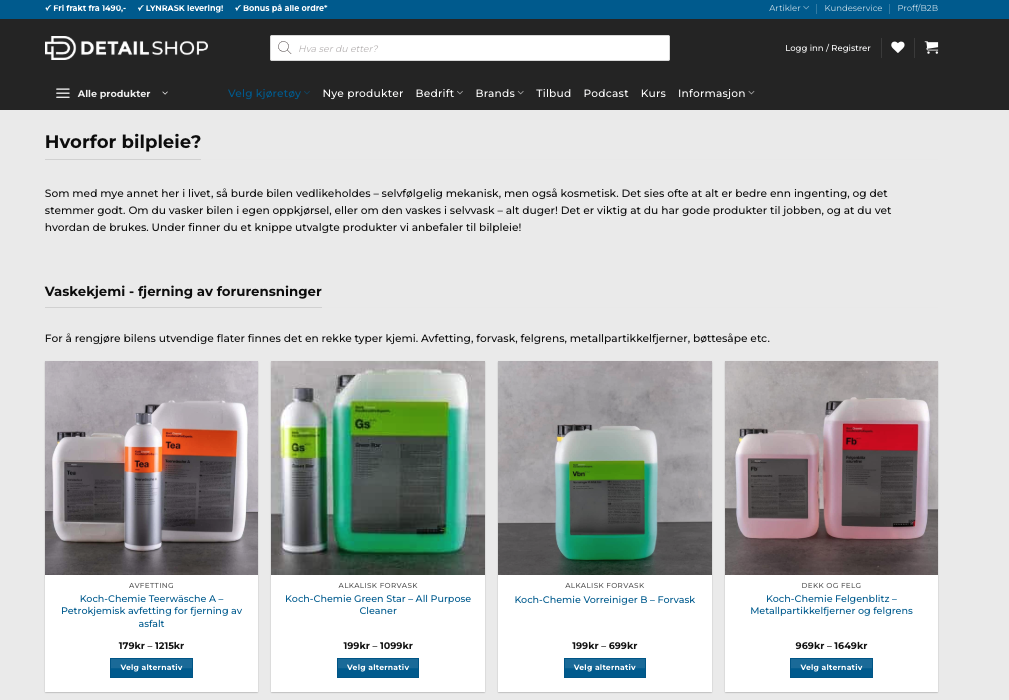 ✓ Fri frakt fra 1490,- ✓ LYNRASK levering! ✓ Bonus på alle ordre*
Artikler Kundeservice Proff/B2B
DETAILSHOP
Hva ser du etter?
Logg inn / Registrer
Alle produkter
Velg kjøretøy Nye produkter Bedrift Brands Tilbud Podcast Kurs Informasjon
Hvorfor bilpleie?
Som med mye annet her i livet, så burde bilen vedlikeholdes – selvfølgelig mekanisk, men også kosmetisk. Det sies ofte at alt er bedre enn ingenting, og det
stemmer godt. Om du vasker bilen i egen oppkjørsel, eller om den vaskes i selvvask – alt duger! Det er viktig at du har gode produkter til jobben, og at du vet
hvordan de brukes. Under finner du et knippe utvalgte produkter vi anbefaler til bilpleie!
Vaskekjemi - fjerning av forurensninger
For å rengjøre bilens utvendige flater finnes det en rekke typer kjemi. Avfetting, forvask, felgrens, metallpartikkelfjerner, bøttesåpe etc.
Tea
Tea
Tea
Gs
Gs
Green Star
Vbn
Fb
Fb
AVFETTING
Koch-Chemie Teerwäsche A –
Petrokjemisk avfetting for fjerning av
asfalt
179kr – 1215kr
Velg alternativ
ALKALISK FORVASK
Koch-Chemie Green Star – All Purpose
Cleaner
199kr – 1099kr
Velg alternativ
ALKALISK FORVASK
Koch-Chemie Vorreiniger B – Forvask
199kr – 699kr
Velg alternativ
DEKK OG FELG
Koch-Chemie Felgenblitz –
Metallpartikkelfjerner og felgrens
969kr – 1649kr
Velg alternativ